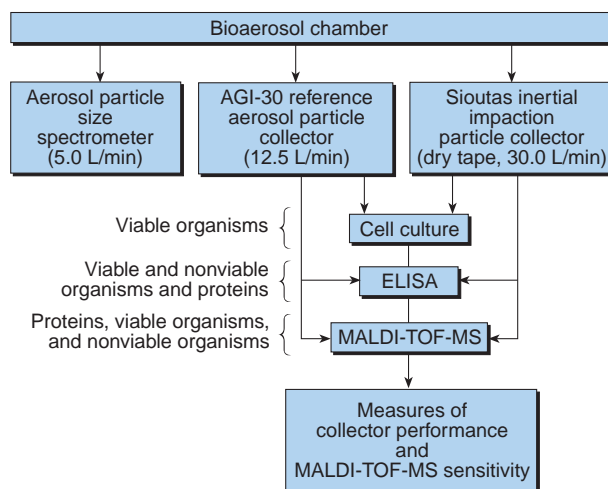 Bioaerosol chamber
Aerosol particle
size
spectrometer
(5.0 L/min)
AGI-30 reference
aerosol particle
collector
(12.5 L/min)
Sioutas inertial
impaction
particle collector
(dry tape, 30.0 L/min)
Viable organisms
Cell culture
Viable and nonviable
organisms and proteins
ELISA
Proteins, viable organisms,
and nonviable organisms
MALDI-TOF-MS
Measures of
collector performance
and
MALDI-TOF-MS sensitivity